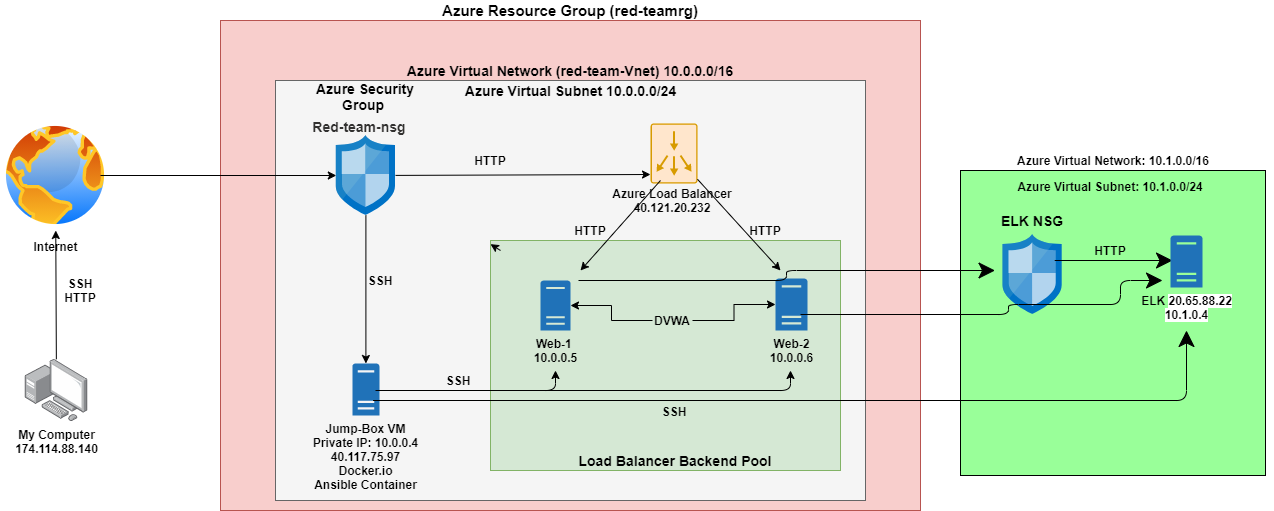 Azure Resource Group (red-teamrg)
Azure Virtual Network (red-team-Vnet) 10.0.0.0/16
Azure Security
Group
Azure Virtual Subnet 10.0.0.0/24
Red-team-nsg
HTTP
Azure Load Balancer
40.121.20.232
HTTP
HTTP
Internet
SSH
HTTP
SSH
DVWA
Web-1
10.0.0.5
Web-2
10.0.0.6
SSH
SSH
My Computer
174.114.88.140
Jump-Box VM
Private IP: 10.0.0.4
40.117.75.97
Docker.io
Ansible Container
Load Balancer Backend Pool
Azure Virtual Network: 10.1.0.0/16
Azure Virtual Subnet: 10.1.0.0/24
ELK NSG
HTTP
ELK 20.65.88.22
10.1.0.4